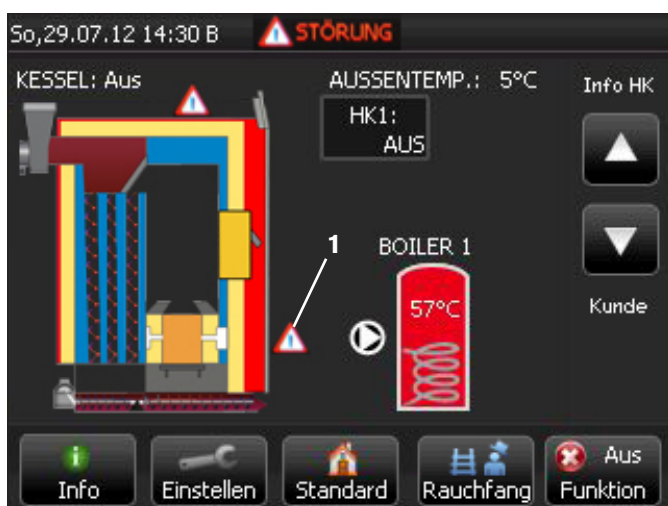 So,29.07.12 14:30 B
STÖRUNG
KESSEL: Aus
AUSSENTEMP.: 5°C
Info HK
HK1:
AUS
1
BOILER 1
57°C
Kunde
Info
Einstellen
Standard
Rauchfang
Aus
Funktion